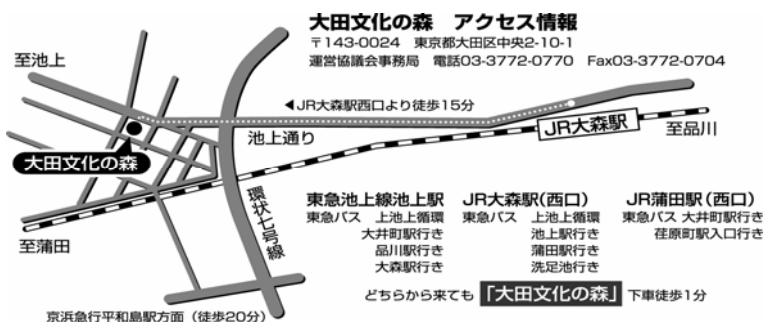 大田文化の森　アクセス情報
〒143-0024　東京都大田区中央2-10-1
運営協議会事務局　電話03-3772-0770　Fax03-3772-0704
至池上
◀JR大森駅西口より徒歩15分
池上通り
JR大森駅
至品川
大田文化の森
環状七号線
至蒲田
京浜急行平和島駅方面（徒歩20分）
東急池上線池上駅
東急バス　上池上循環
大井町駅行き
品川駅行き
大森駅行き
JR大森駅(西口)
東急バス　上池上循環
池上駅行き
蒲田駅行き
洗足池行き
JR蒲田駅(西口)
東急バス 大井町駅行き
荏原町駅入口行き
どちらから来ても「大田文化の森」下車徒歩1分